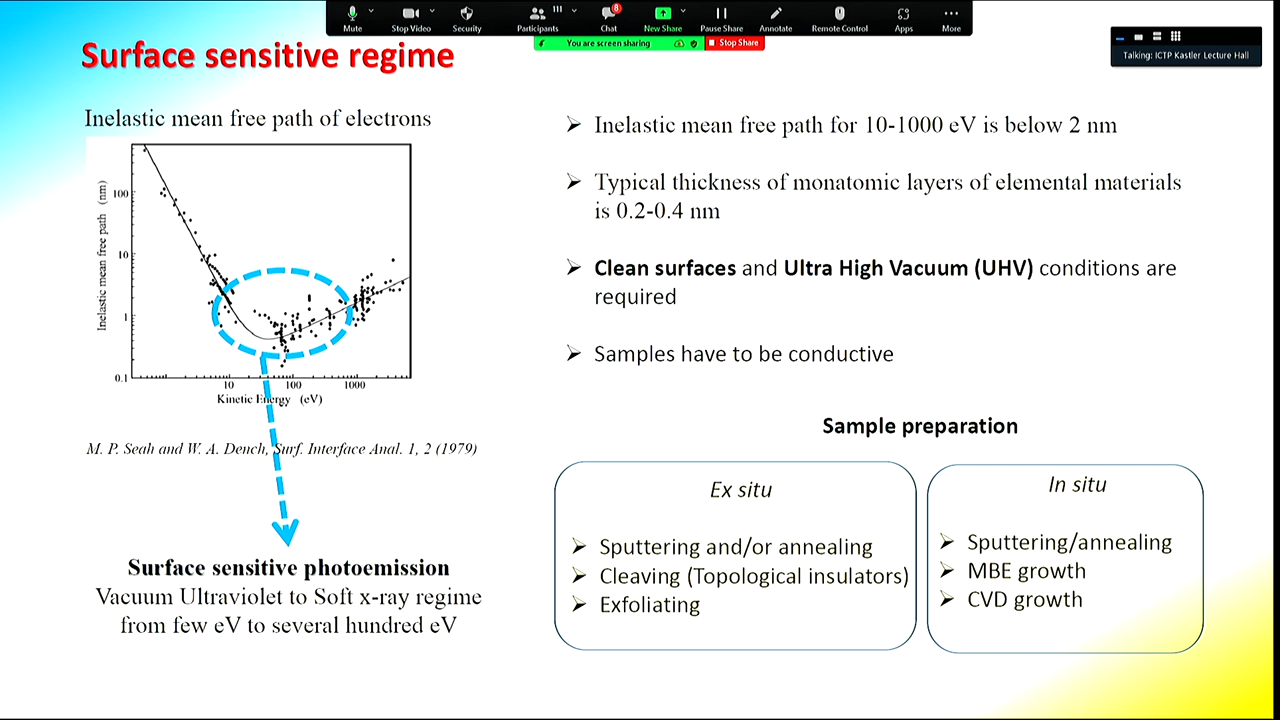 Mute
Stop Video
Security
Participants
111
Chat
8
New Share
Pause Share
Annotate
Remote Control
Apps
More
You are screen sharing
Stop Share
Talking: ICTP Kastler Lecture Hall
Surface sensitive regime
Inelastic mean free path of electrons
Inelastic mean free path (nm)
100
10
1
0.1
10
100
1000
Kinetic Energy (eV)
M. P. Seah and W. A. Dench, Surf. Interface Anal. 1, 2 (1979)
Surface sensitive photoemission
Vacuum Ultraviolet to Soft x-ray regime
from few eV to several hundred eV
➢ Inelastic mean free path for 10-1000 eV is below 2 nm
➢ Typical thickness of monatomic layers of elemental materials
is 0.2-0.4 nm
➢ Clean surfaces and Ultra High Vacuum (UHV) conditions are
required
➢ Samples have to be conductive
Sample preparation
Ex situ
➢ Sputtering and/or annealing
➢ Cleaving (Topological insulators)
➢ Exfoliating
In situ
➢ Sputtering/annealing
➢ MBE growth
➢ CVD growth